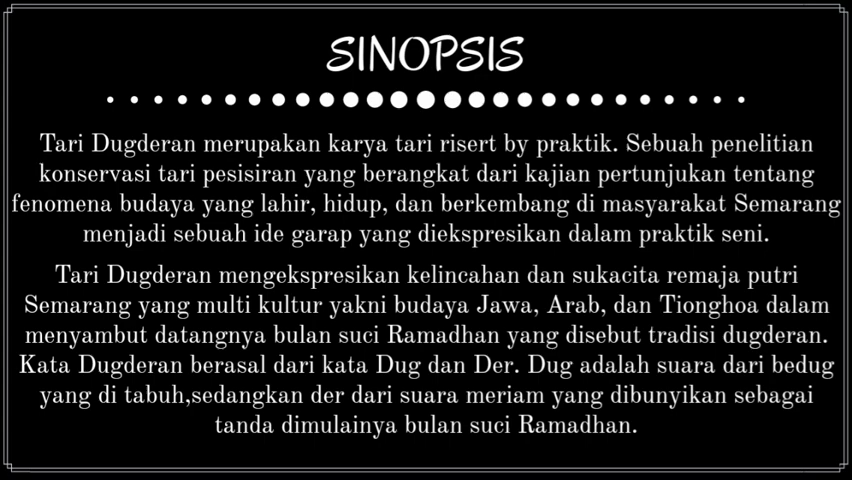 SINOPSIS
Tari Dugderan merupakan karya tari risert by praktik. Sebuah penelitian
konservasi tari pesisiran yang berangkat dari kajian pertunjukan tentang
fenomena budaya yang lahir, hidup, dan berkembang di masyarakat Semarang
menjadi sebuah ide garap yang diekspresikan dalam praktik seni.
Tari Dugderan mengekspresikan kelincahan dan sukacita remaja putri
Semarang yang multi kultur yakni budaya Jawa, Arab, dan Tionghoa dalam
menyambut datangnya bulan suci Ramadhan yang disebut tradisi dugderan.
Kata Dugderan berasal dari kata Dug dan Der. Dug adalah suara dari bedug
yang di tabuh,sedangkan der dari suara meriam yang dibunyikan sebagai
tanda dimulainya bulan suci Ramadhan.